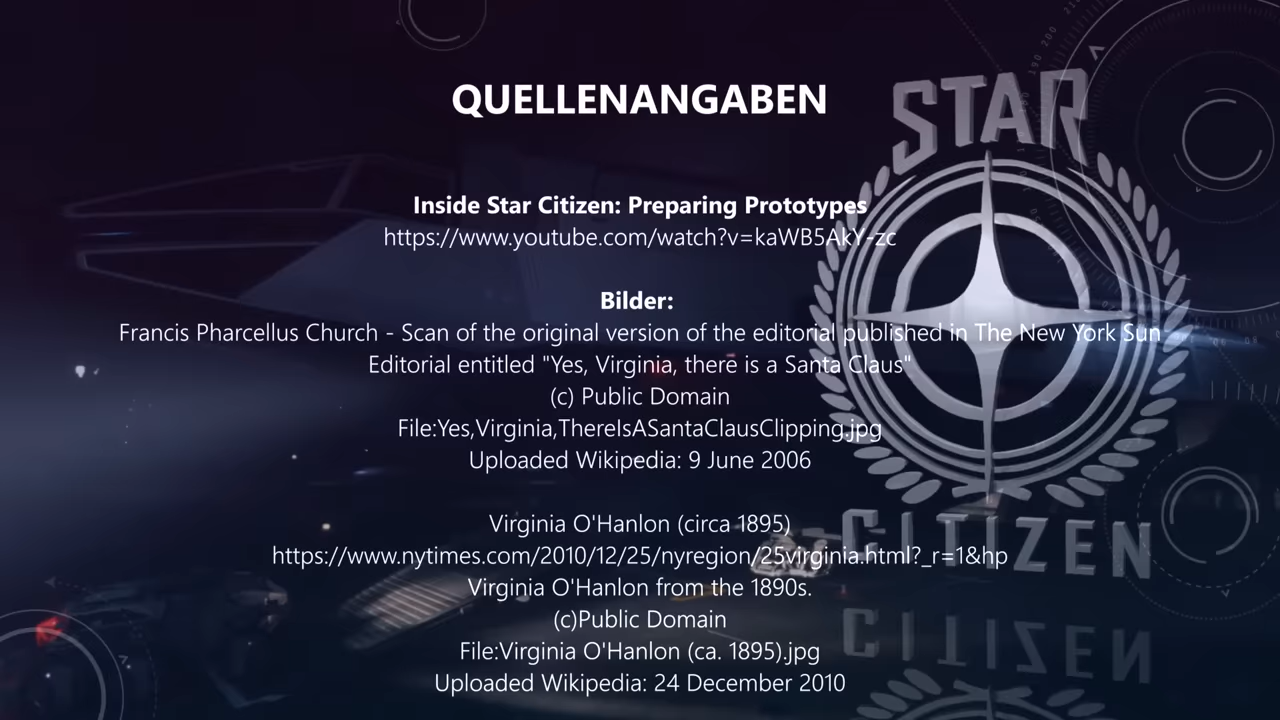 QUELLENANGABEN
Inside Star Citizen: Preparing Prototypes
https://www.youtube.com/watch?v=kaWB5AkY-zc
Bilder:
Francis Pharcellus Church - Scan of the original version of the editorial published in The New York Sun
Editorial entitled "Yes, Virginia, there is a Santa Claus"
(c) Public Domain
File:Yes,Virginia,ThereIsASantaClausClipping.jpg
Uploaded Wikipedia: 9 June 2006
Virginia O'Hanlon (circa 1895)
https://www.nytimes.com/2010/12/25/nyregion/25virginia.html?_r=1&hp
Virginia O'Hanlon from the 1890s.
(c)Public Domain
File:Virginia O'Hanlon (ca. 1895).jpg
Uploaded Wikipedia: 24 December 2010
STAR
CITIZEN